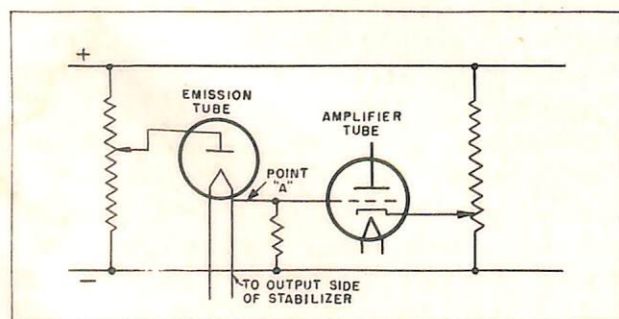 +
EMISSION
TUBE
AMPLIFIER
TUBE
POINT
"A"
−
TO OUTPUT SIDE
OF STABILIZER